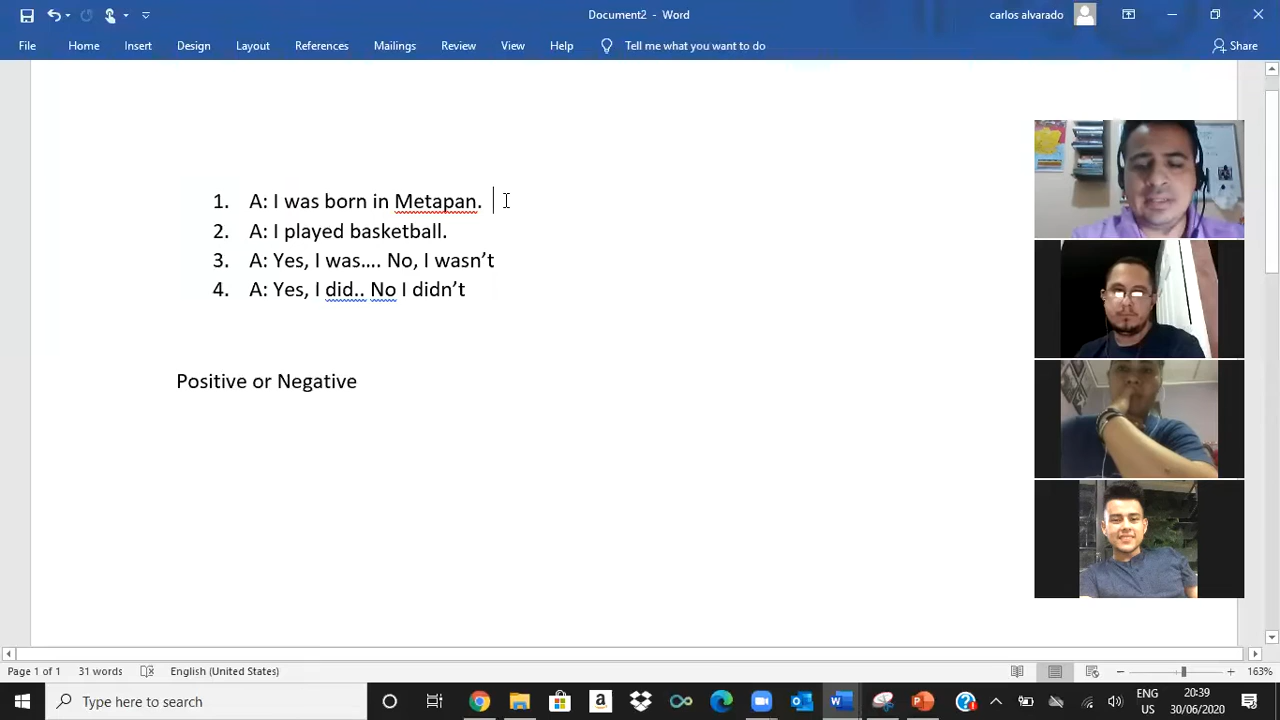 Document2 - Word
carlos alvarado
File Home Insert Design Layout References Mailings Review View Help Tell me what you want to do Share
1. A: I was born in Metapan.
2. A: I played basketball.
3. A: Yes, I was…. No, I wasn’t
4. A: Yes, I did.. No I didn’t
Positive or Negative
Page 1 of 1 31 words English (United States) 163%
Type here to search
ENG 20:39
US 30/06/2020